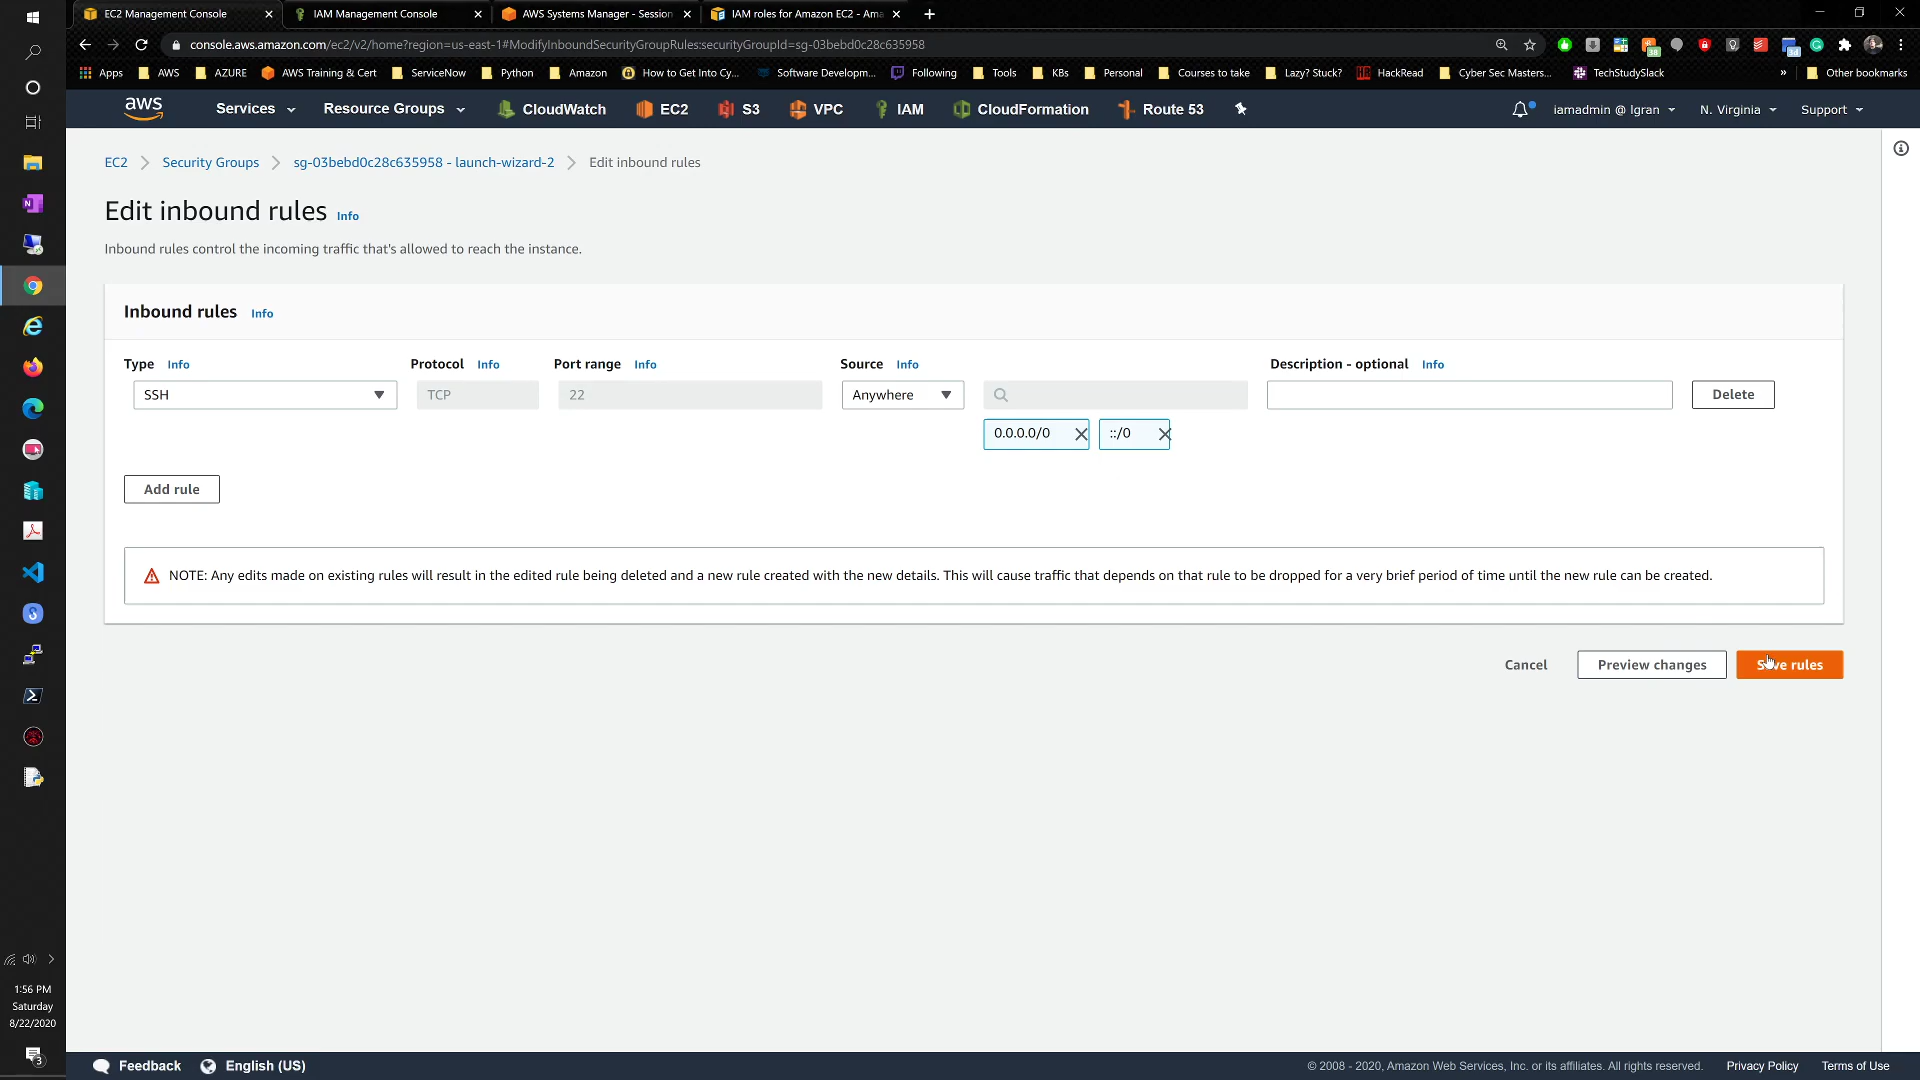 EC2 Management Console
IAM Management Console
AWS Systems Manager - Session
IAM roles for Amazon EC2 - Ama
console.aws.amazon.com/ec2/v2/home?region=us-east-1#ModifyInboundSecurityGroupRules:securityGroupId=sg-03bebd0c28c635958
Apps AWS AZURE AWS Training & Cert ServiceNow Python Amazon How to Get Into Cy... Software Developm... Following Tools KBs Personal Courses to take Lazy? Stuck? HackRead Cyber Sec Masters... TechStudySlack » Other bookmarks
aws Services Resource Groups CloudWatch EC2 S3 VPC IAM CloudFormation Route 53 iamadmin @ lgran N. Virginia Support
EC2 Security Groups sg-03bebd0c28c635958 - launch-wizard-2 Edit inbound rules
Edit inbound rules Info
Inbound rules control the incoming traffic that's allowed to reach the instance.
Inbound rules Info
Type Info Protocol Info Port range Info Source Info Description - optional Info
SSH TCP 22 Anywhere Delete
0.0.0.0/0 ::/0
Add rule
NOTE: Any edits made on existing rules will result in the edited rule being deleted and a new rule created with the new details. This will cause traffic that depends on that rule to be dropped for a very brief period of time until the new rule can be created.
Cancel Preview changes Save rules
1:56 PM
Saturday
8/22/2020
3
Feedback English (US) © 2008 - 2020, Amazon Web Services, Inc. or its affiliates. All rights reserved. Privacy Policy Terms of Use